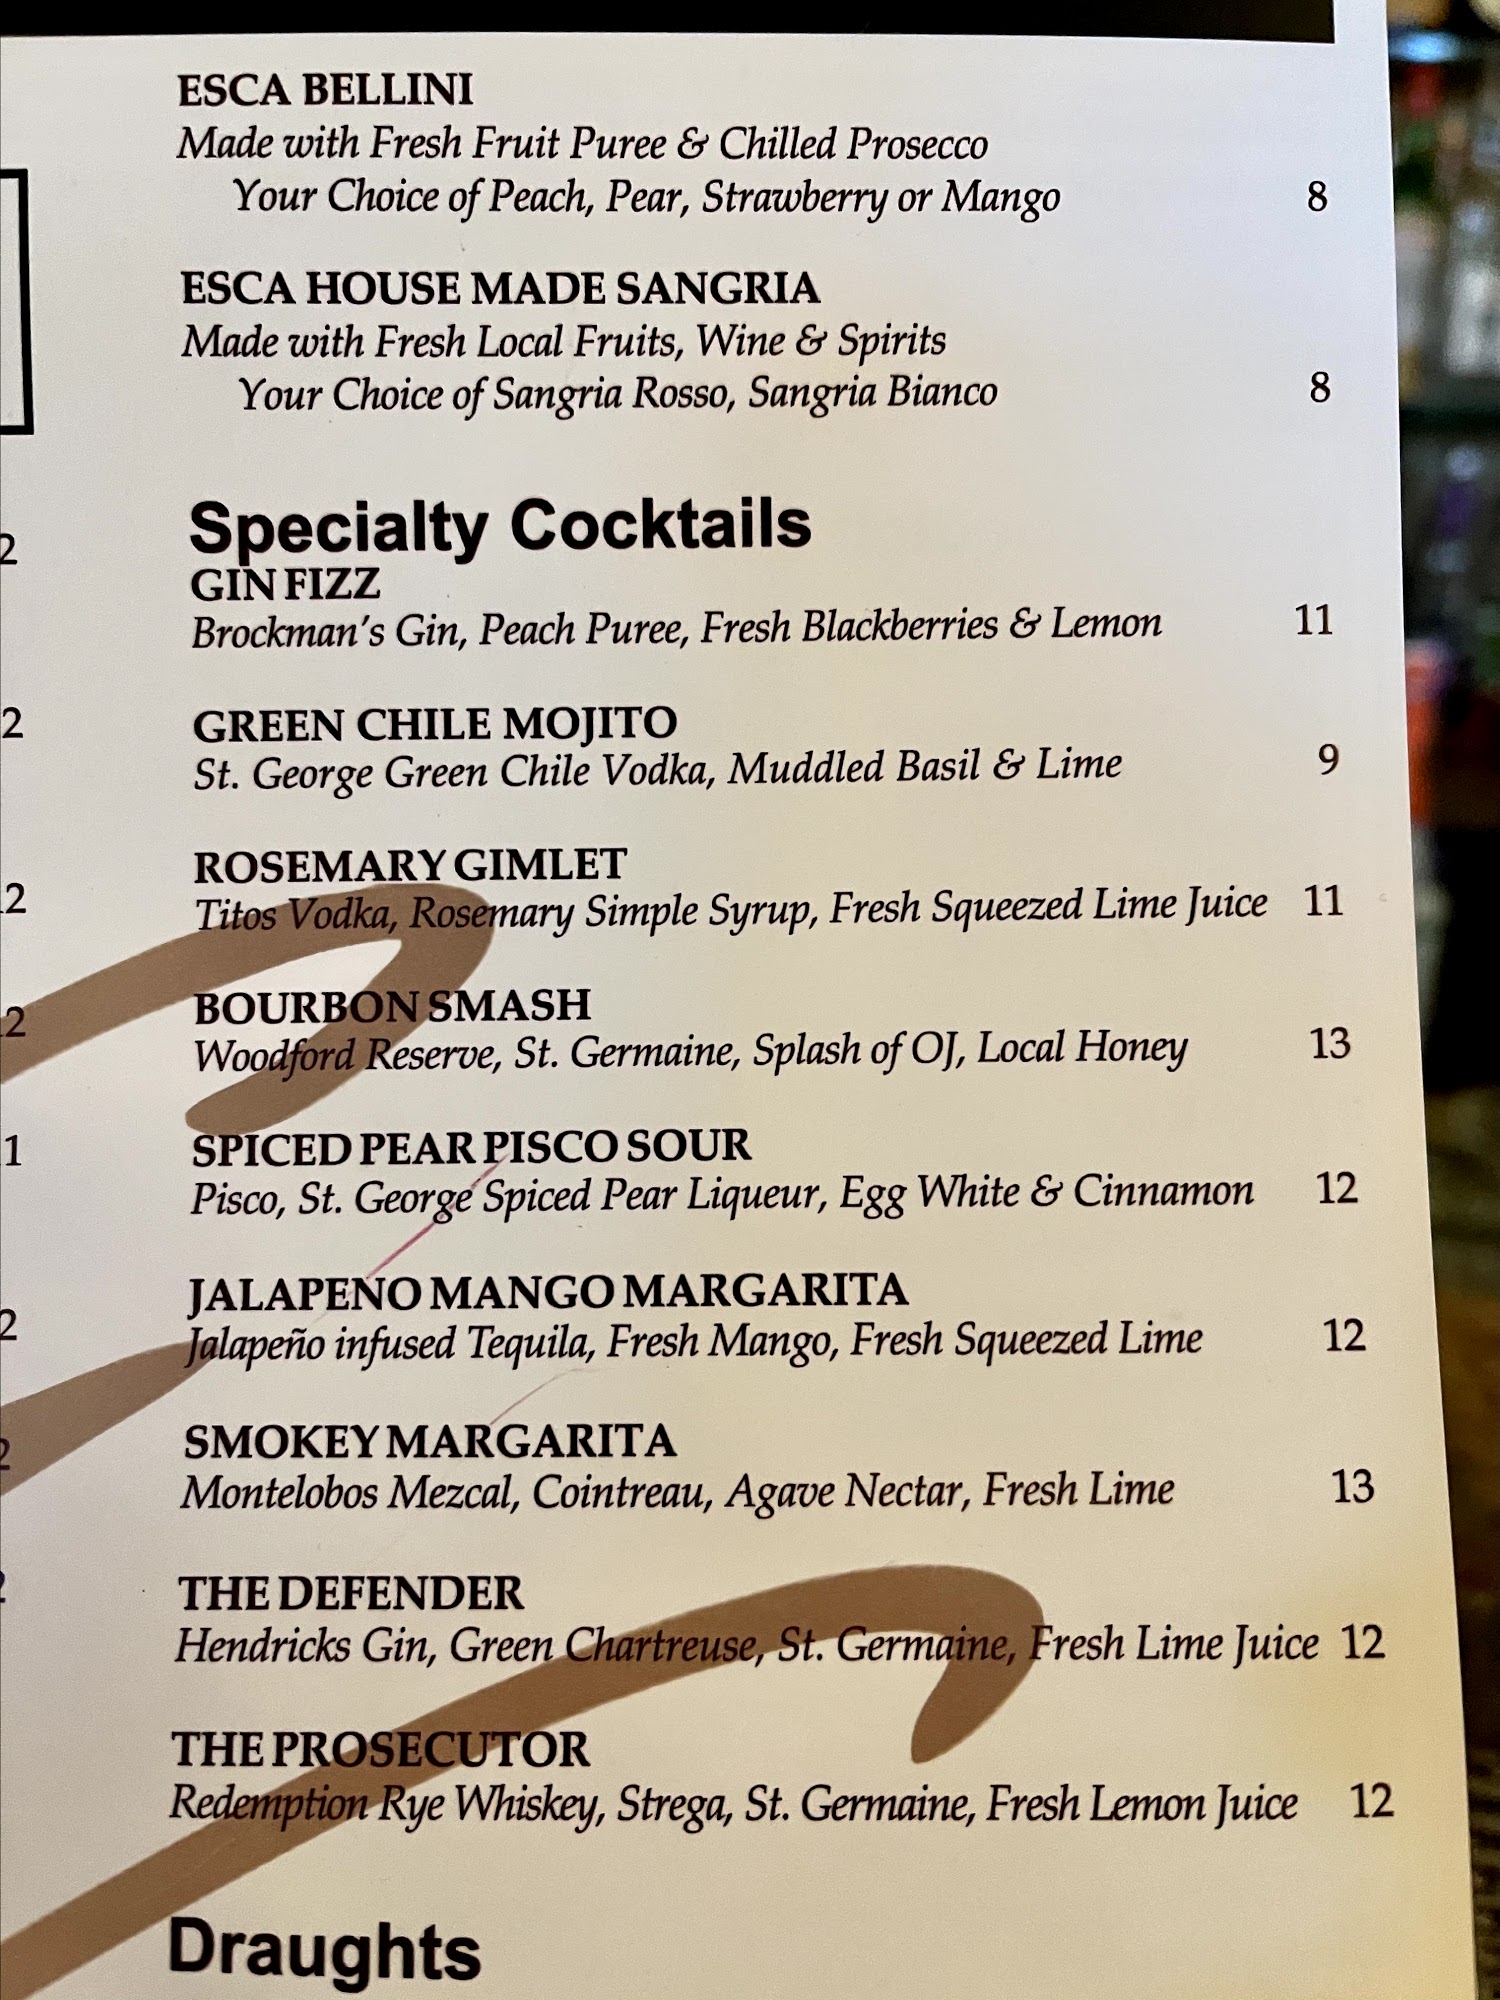 ESCA BELLINI
Made with Fresh Fruit Puree & Chilled Prosecco
Your Choice of Peach, Pear, Strawberry or Mango 8
ESCA HOUSE MADE SANGRIA
Made with Fresh Local Fruits, Wine & Spirits
Your Choice of Sangria Rosso, Sangria Bianco 8
Specialty Cocktails
GIN FIZZ
Brockman's Gin, Peach Puree, Fresh Blackberries & Lemon 11
GREEN CHILE MOJITO
St. George Green Chile Vodka, Muddled Basil & Lime 9
ROSEMARY GIMLET
Titos Vodka, Rosemary Simple Syrup, Fresh Squeezed Lime Juice 11
BOURBON SMASH
Woodford Reserve, St. Germaine, Splash of OJ, Local Honey 13
SPICED PEAR PISCO SOUR
Pisco, St. George Spiced Pear Liqueur, Egg White & Cinnamon 12
JALAPENO MANGO MARGARITA
Jalapeño infused Tequila, Fresh Mango, Fresh Squeezed Lime 12
SMOKEY MARGARITA
Montelobos Mezcal, Cointreau, Agave Nectar, Fresh Lime 13
THE DEFENDER
Hendricks Gin, Green Chartreuse, St. Germaine, Fresh Lime Juice 12
THE PROSECUTOR
Redemption Rye Whiskey, Strega, St. Germaine, Fresh Lemon Juice 12
Draughts